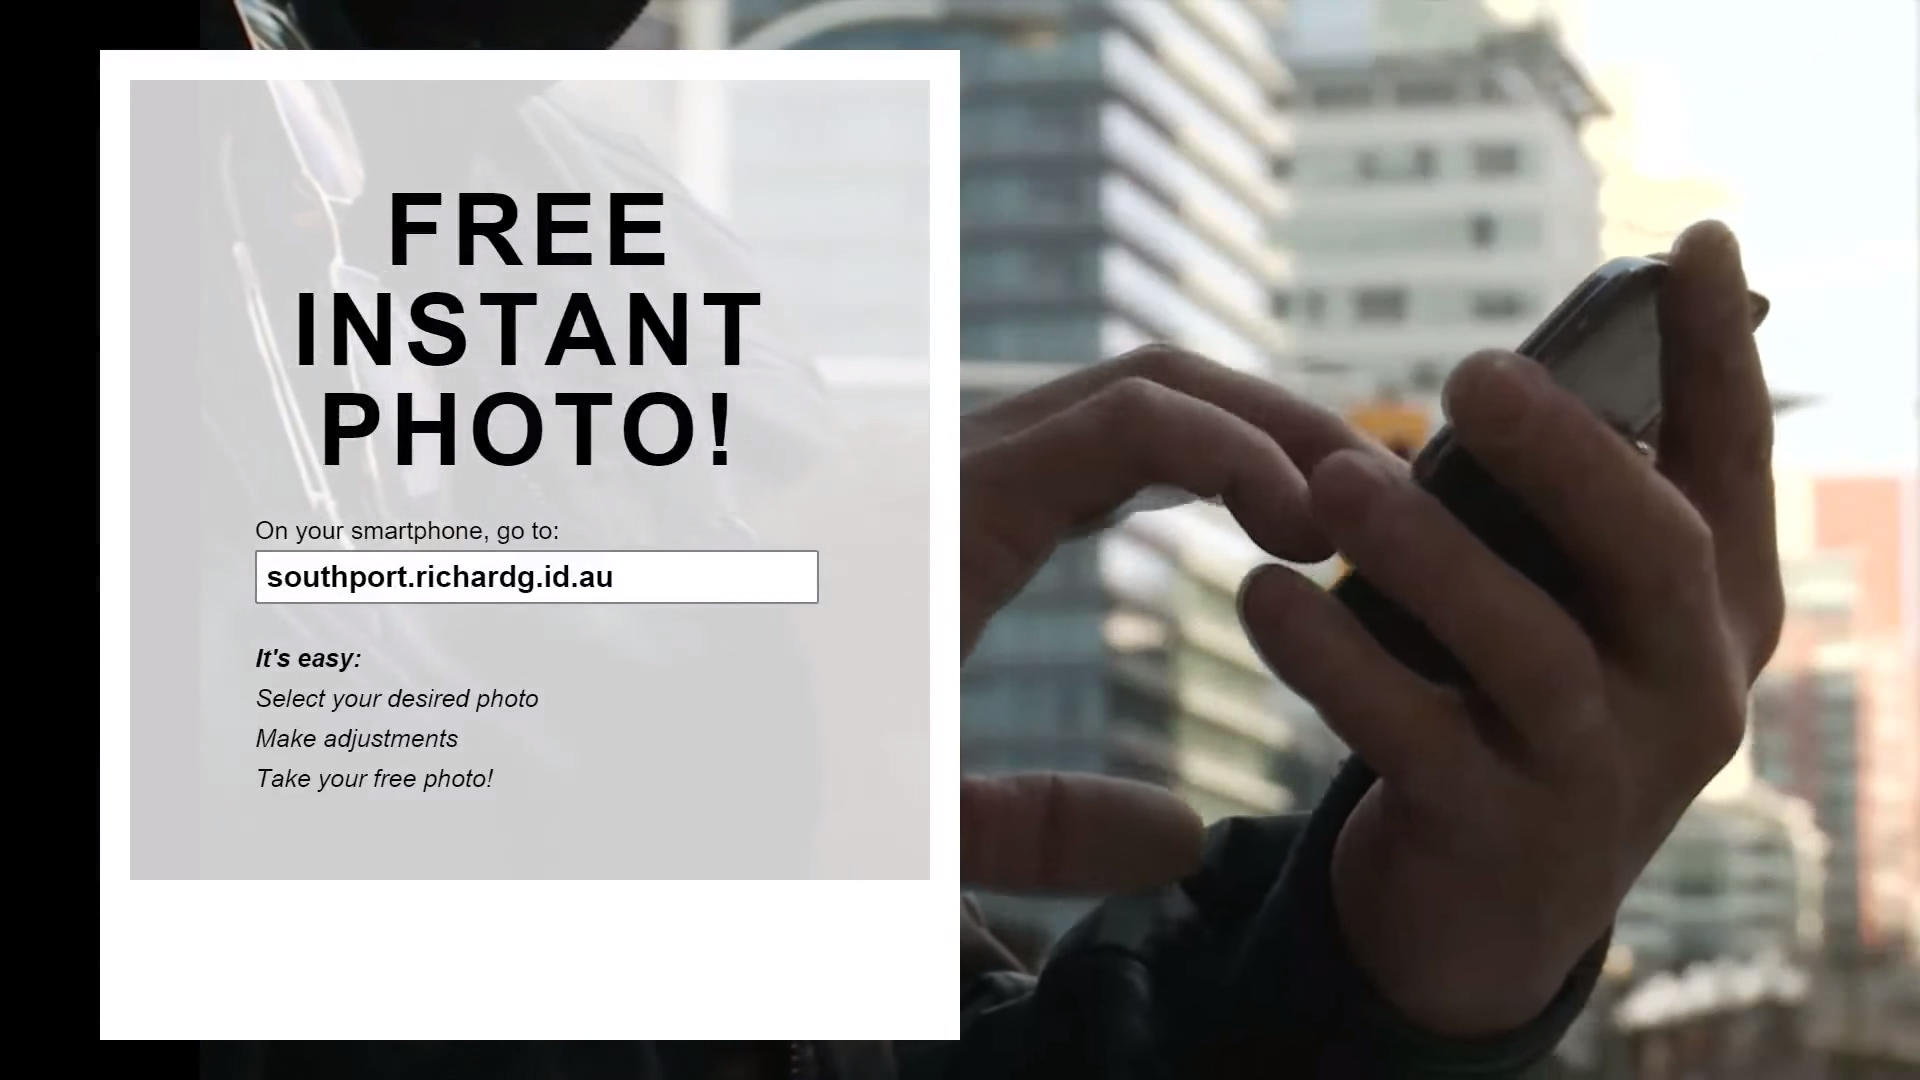 FREE
INSTANT
PHOTO!
On your smartphone, go to:
southport.richardg.id.au
It's easy:
Select your desired photo
Make adjustments
Take your free photo!